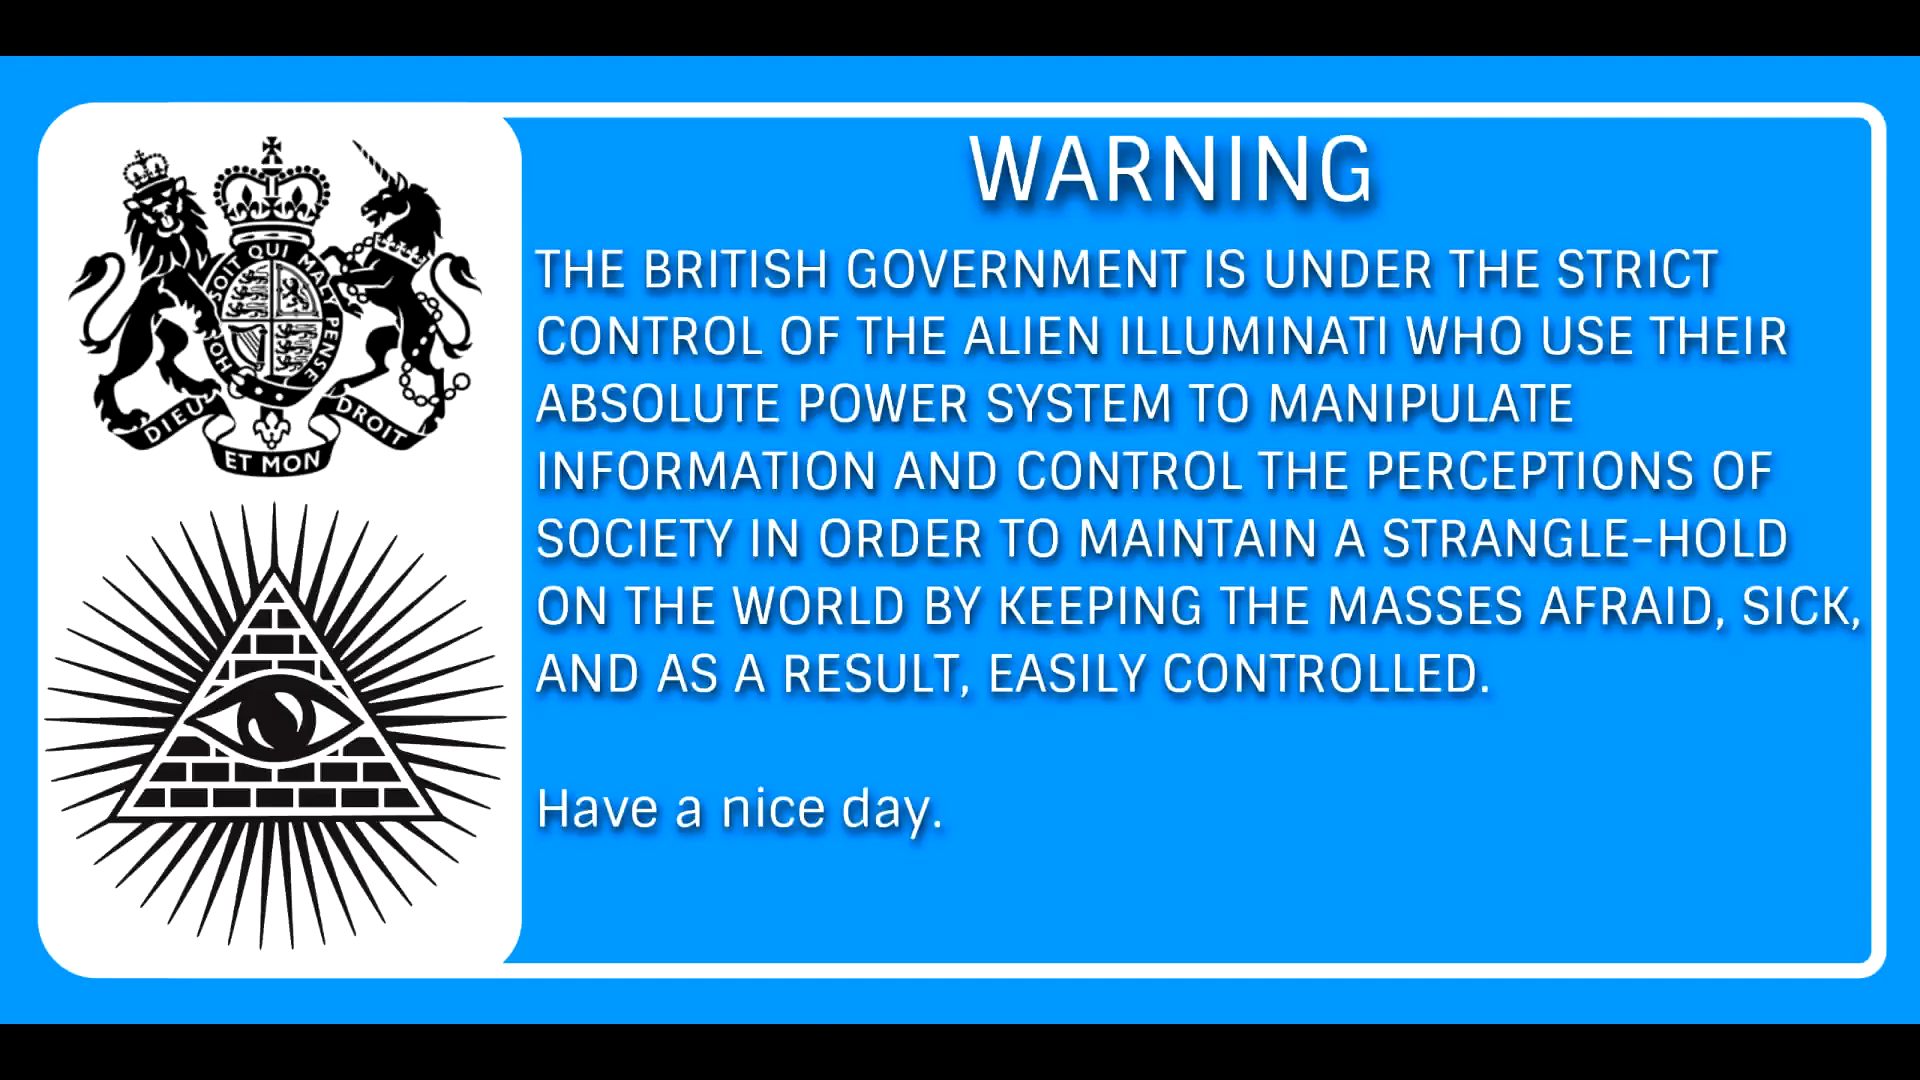 HONI SOIT QUI MAL Y PENSE
DIEU ET MON DROIT
WARNING
THE BRITISH GOVERNMENT IS UNDER THE STRICT
CONTROL OF THE ALIEN ILLUMINATI WHO USE THEIR
ABSOLUTE POWER SYSTEM TO MANIPULATE
INFORMATION AND CONTROL THE PERCEPTIONS OF
SOCIETY IN ORDER TO MAINTAIN A STRANGLE-HOLD
ON THE WORLD BY KEEPING THE MASSES AFRAID, SICK,
AND AS A RESULT, EASILY CONTROLLED.
Have a nice day.